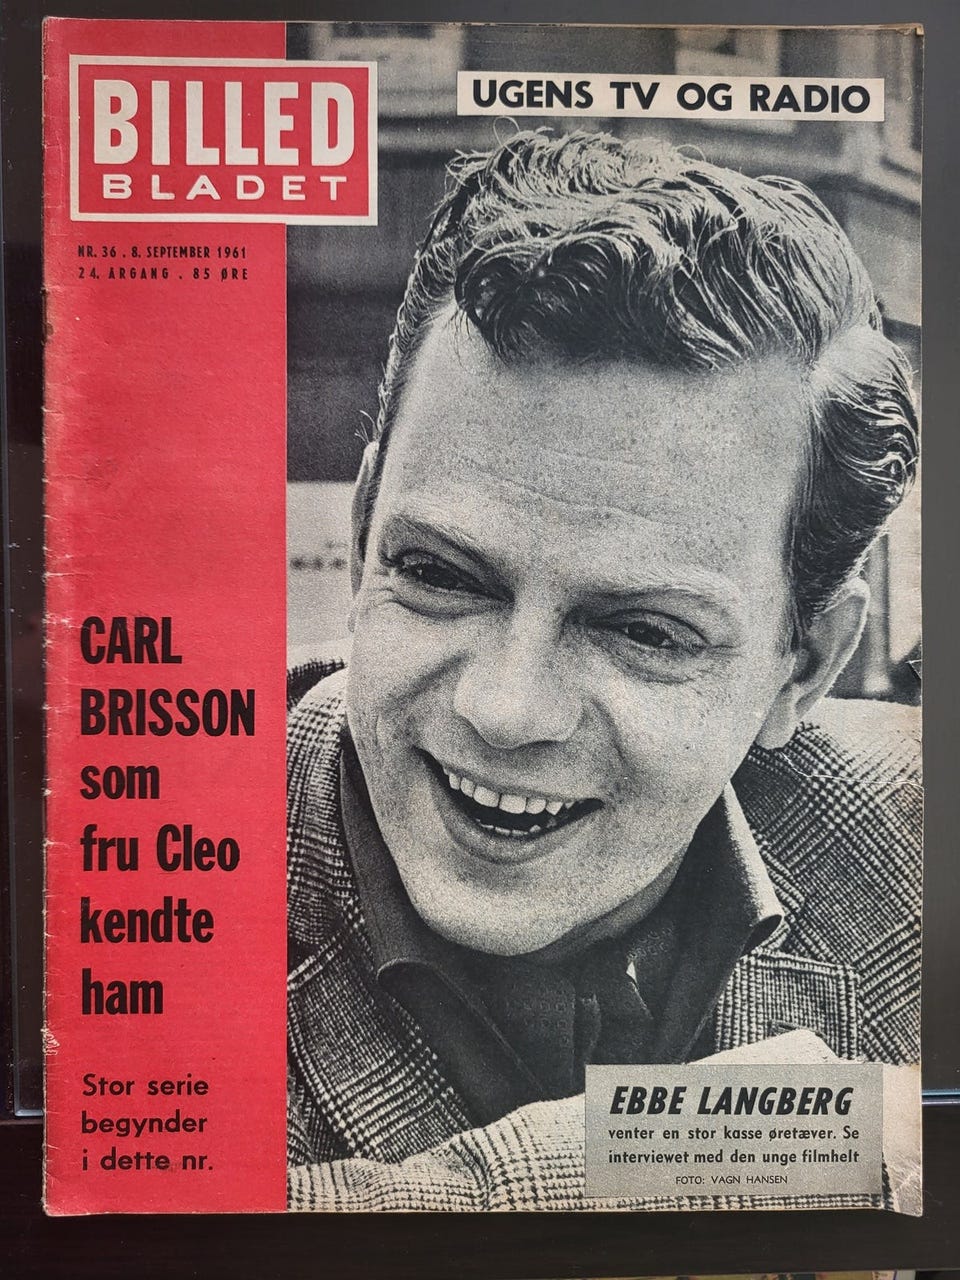 BILLED
BLADET
UGENS TV OG RADIO
NR. 36 . 8. SEPTEMBER 1961
24. ARGANG . 85 ØRE
CARL
BRISSON
som
fru Cleo
kendte
ham
Stor serie
begynder
i dette nr.
EBBE LANGBERG
venter en stor kasse øretæver. Se
interviewet med den unge filmhelt
FOTO: VAGN HANSEN